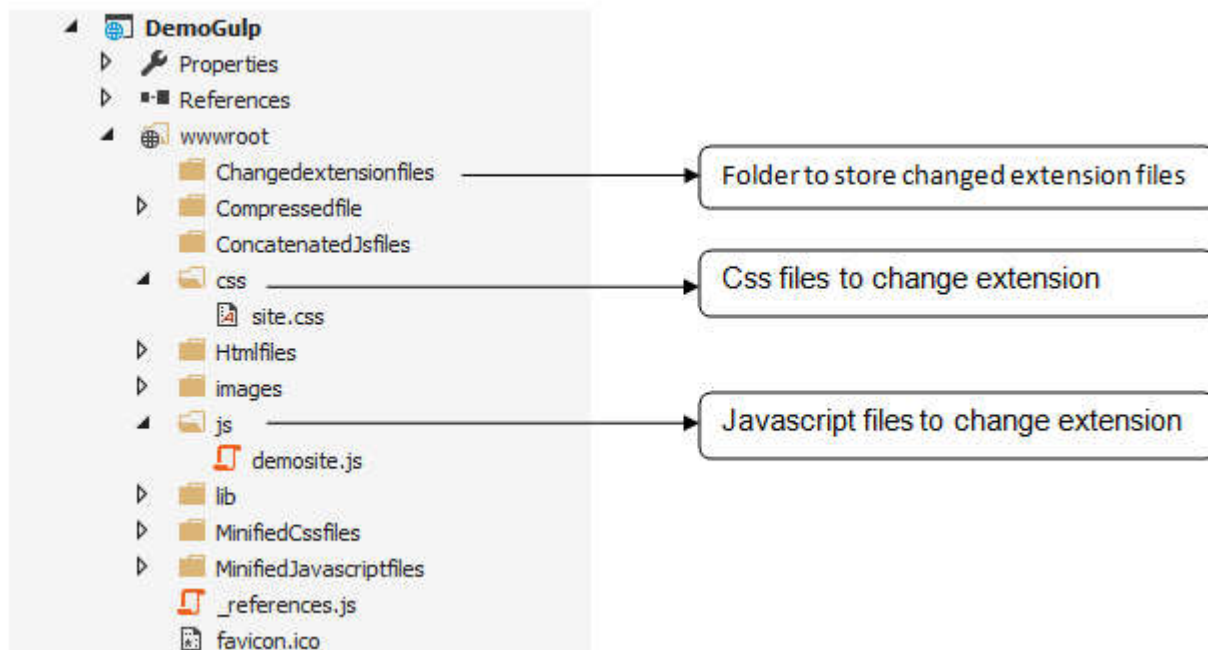 DemoGulp
Properties
References
wwwroot
Changedextensionfiles
Folder to store changed extension files
Compressedfile
ConcatenatedJsfiles
css
Css files to change extension
site.css
Htmlfiles
images
js
Javascript files to change extension
demosite.js
lib
MinifiedCssfiles
MinifiedJavascriptfiles
_references.js
favicon.ico